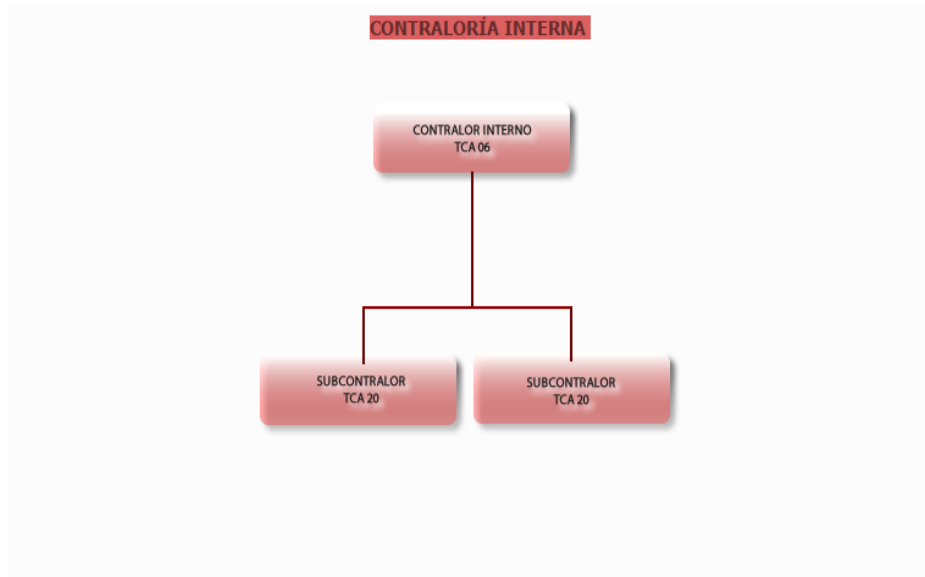 CONTRALORÍA INTERNA
CONTRALOR INTERNO
TCA 06
SUBCONTRALOR
TCA 20
SUBCONTRALOR
TCA 20